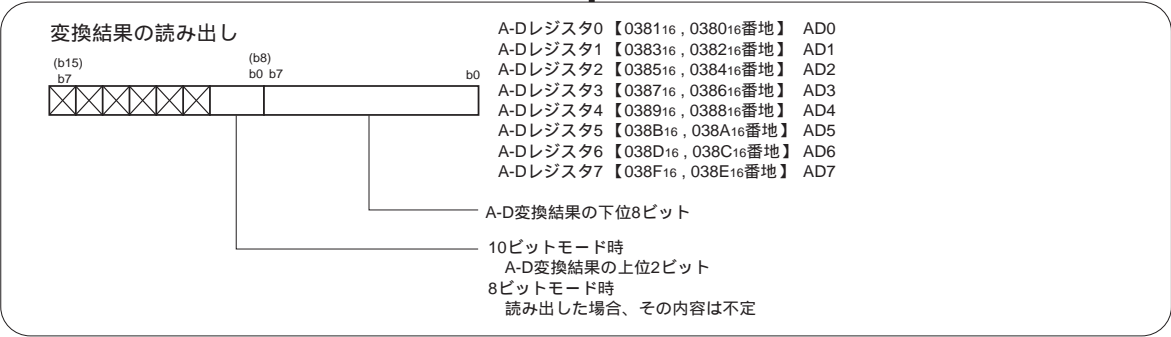 変換結果の読み出し
(b15) (b8)
b7 b0 b7 b0
A-Dレジスタ0 【038116 , 038016番地】 AD0
A-Dレジスタ1 【038316 , 038216番地】 AD1
A-Dレジスタ2 【038516 , 038416番地】 AD2
A-Dレジスタ3 【038716 , 038616番地】 AD3
A-Dレジスタ4 【038916 , 038816番地】 AD4
A-Dレジスタ5 【038B16 , 038A16番地】 AD5
A-Dレジスタ6 【038D16 , 038C16番地】 AD6
A-Dレジスタ7 【038F16 , 038E16番地】 AD7
A-D変換結果の下位8ビット
10ビットモード時
A-D変換結果の上位2ビット
8ビットモード時
読み出した場合、その内容は不定